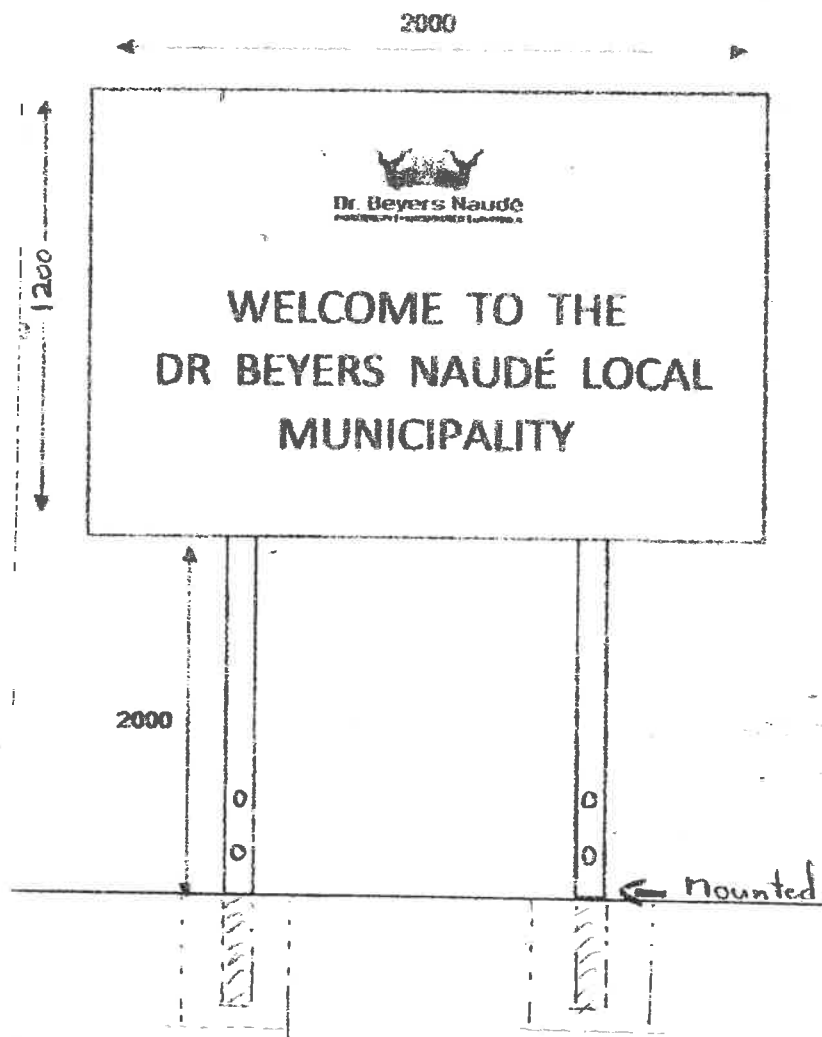 2000
1200
Dr. Beyers Naudé
WELCOME TO THE
DR BEYERS NAUDÉ LOCAL
MUNICIPALITY
2000
Mounted